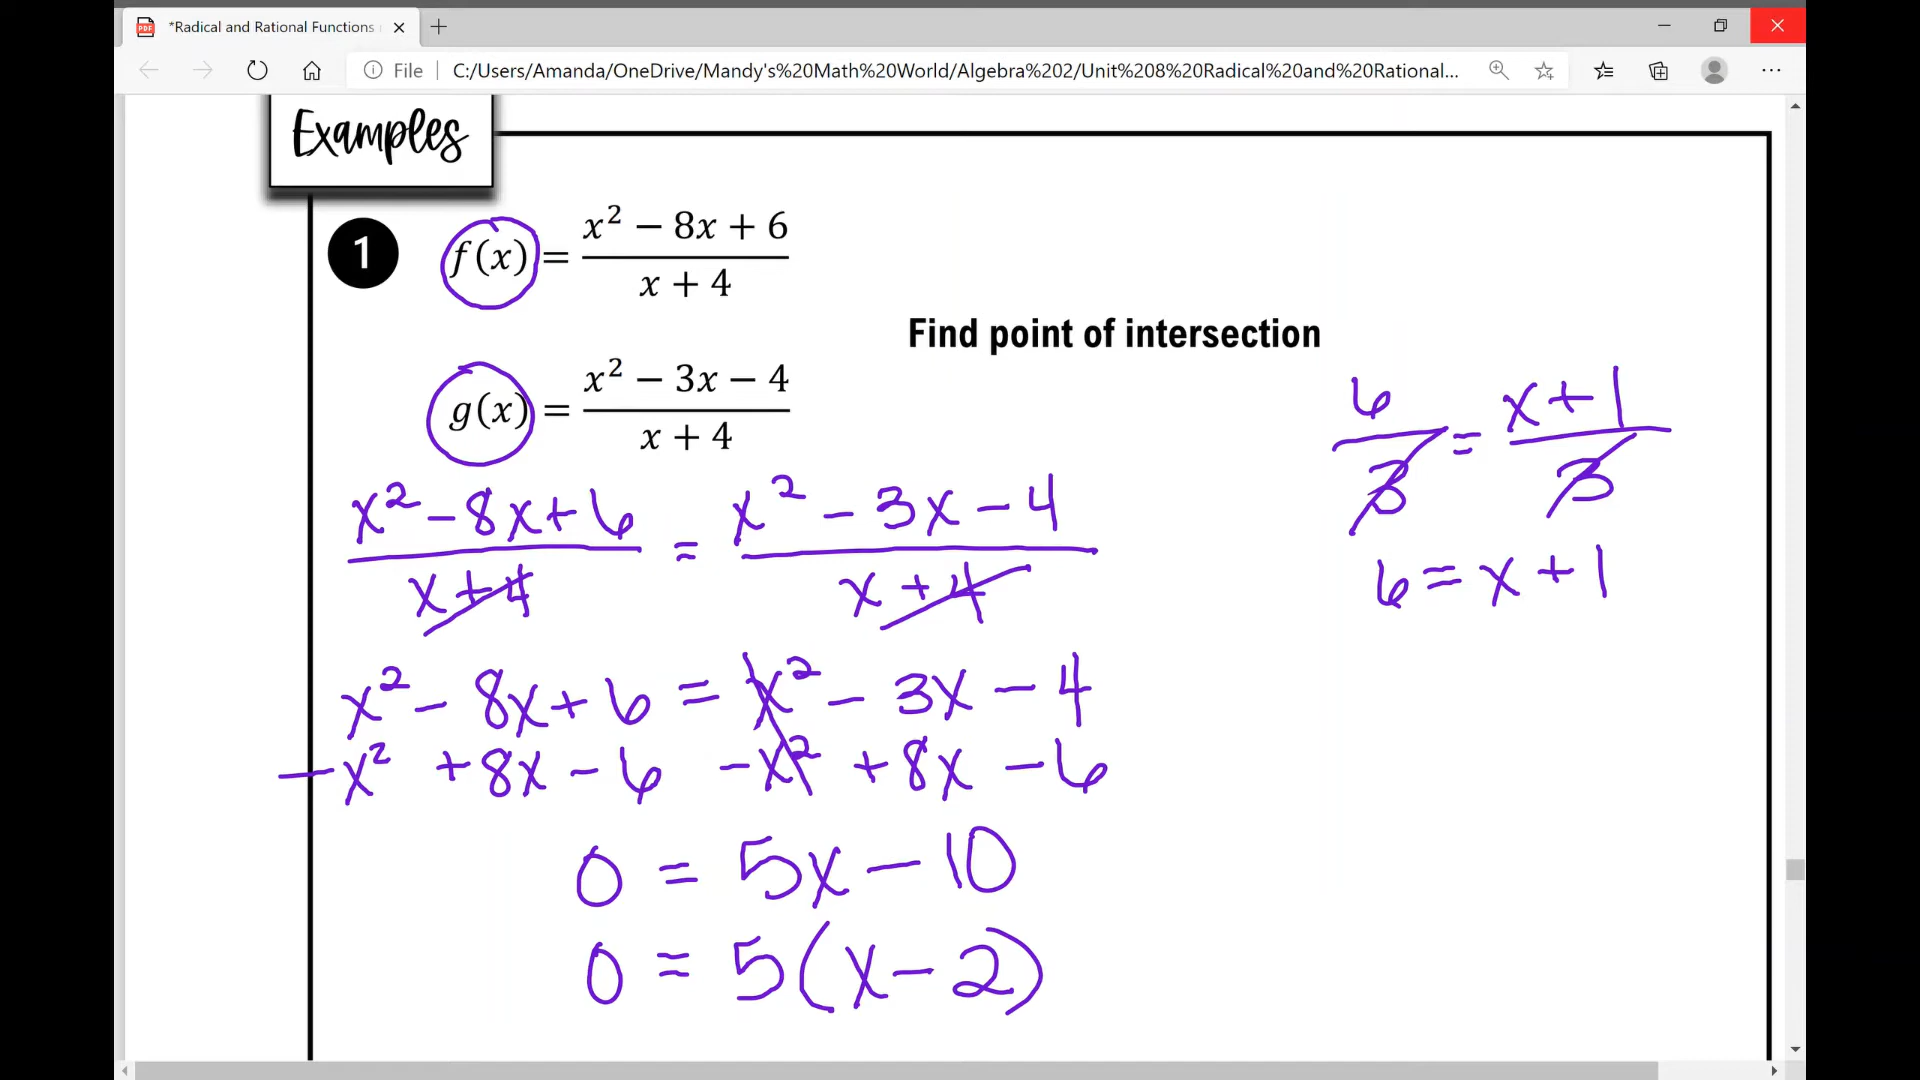 *Radical and Rational Functions
File C:/Users/Amanda/OneDrive/Mandy's%20Math%20World/Algebra%202/Unit%208%20Radical%20and%20Rational...
Examples
1
f(x) = (x² − 8x + 6)/(x + 4)
Find point of intersection
g(x) = (x² − 3x − 4)/(x + 4)
6/3 = (x + 1)/3
(x² − 8x + 6)/(x + 4) = (x² − 3x − 4)/(x + 4)
6 = x + 1
x² − 8x + 6 = x² − 3x − 4
−x² + 8x − 6 −x² + 8x − 6
0 = 5x − 10
0 = 5(x − 2)